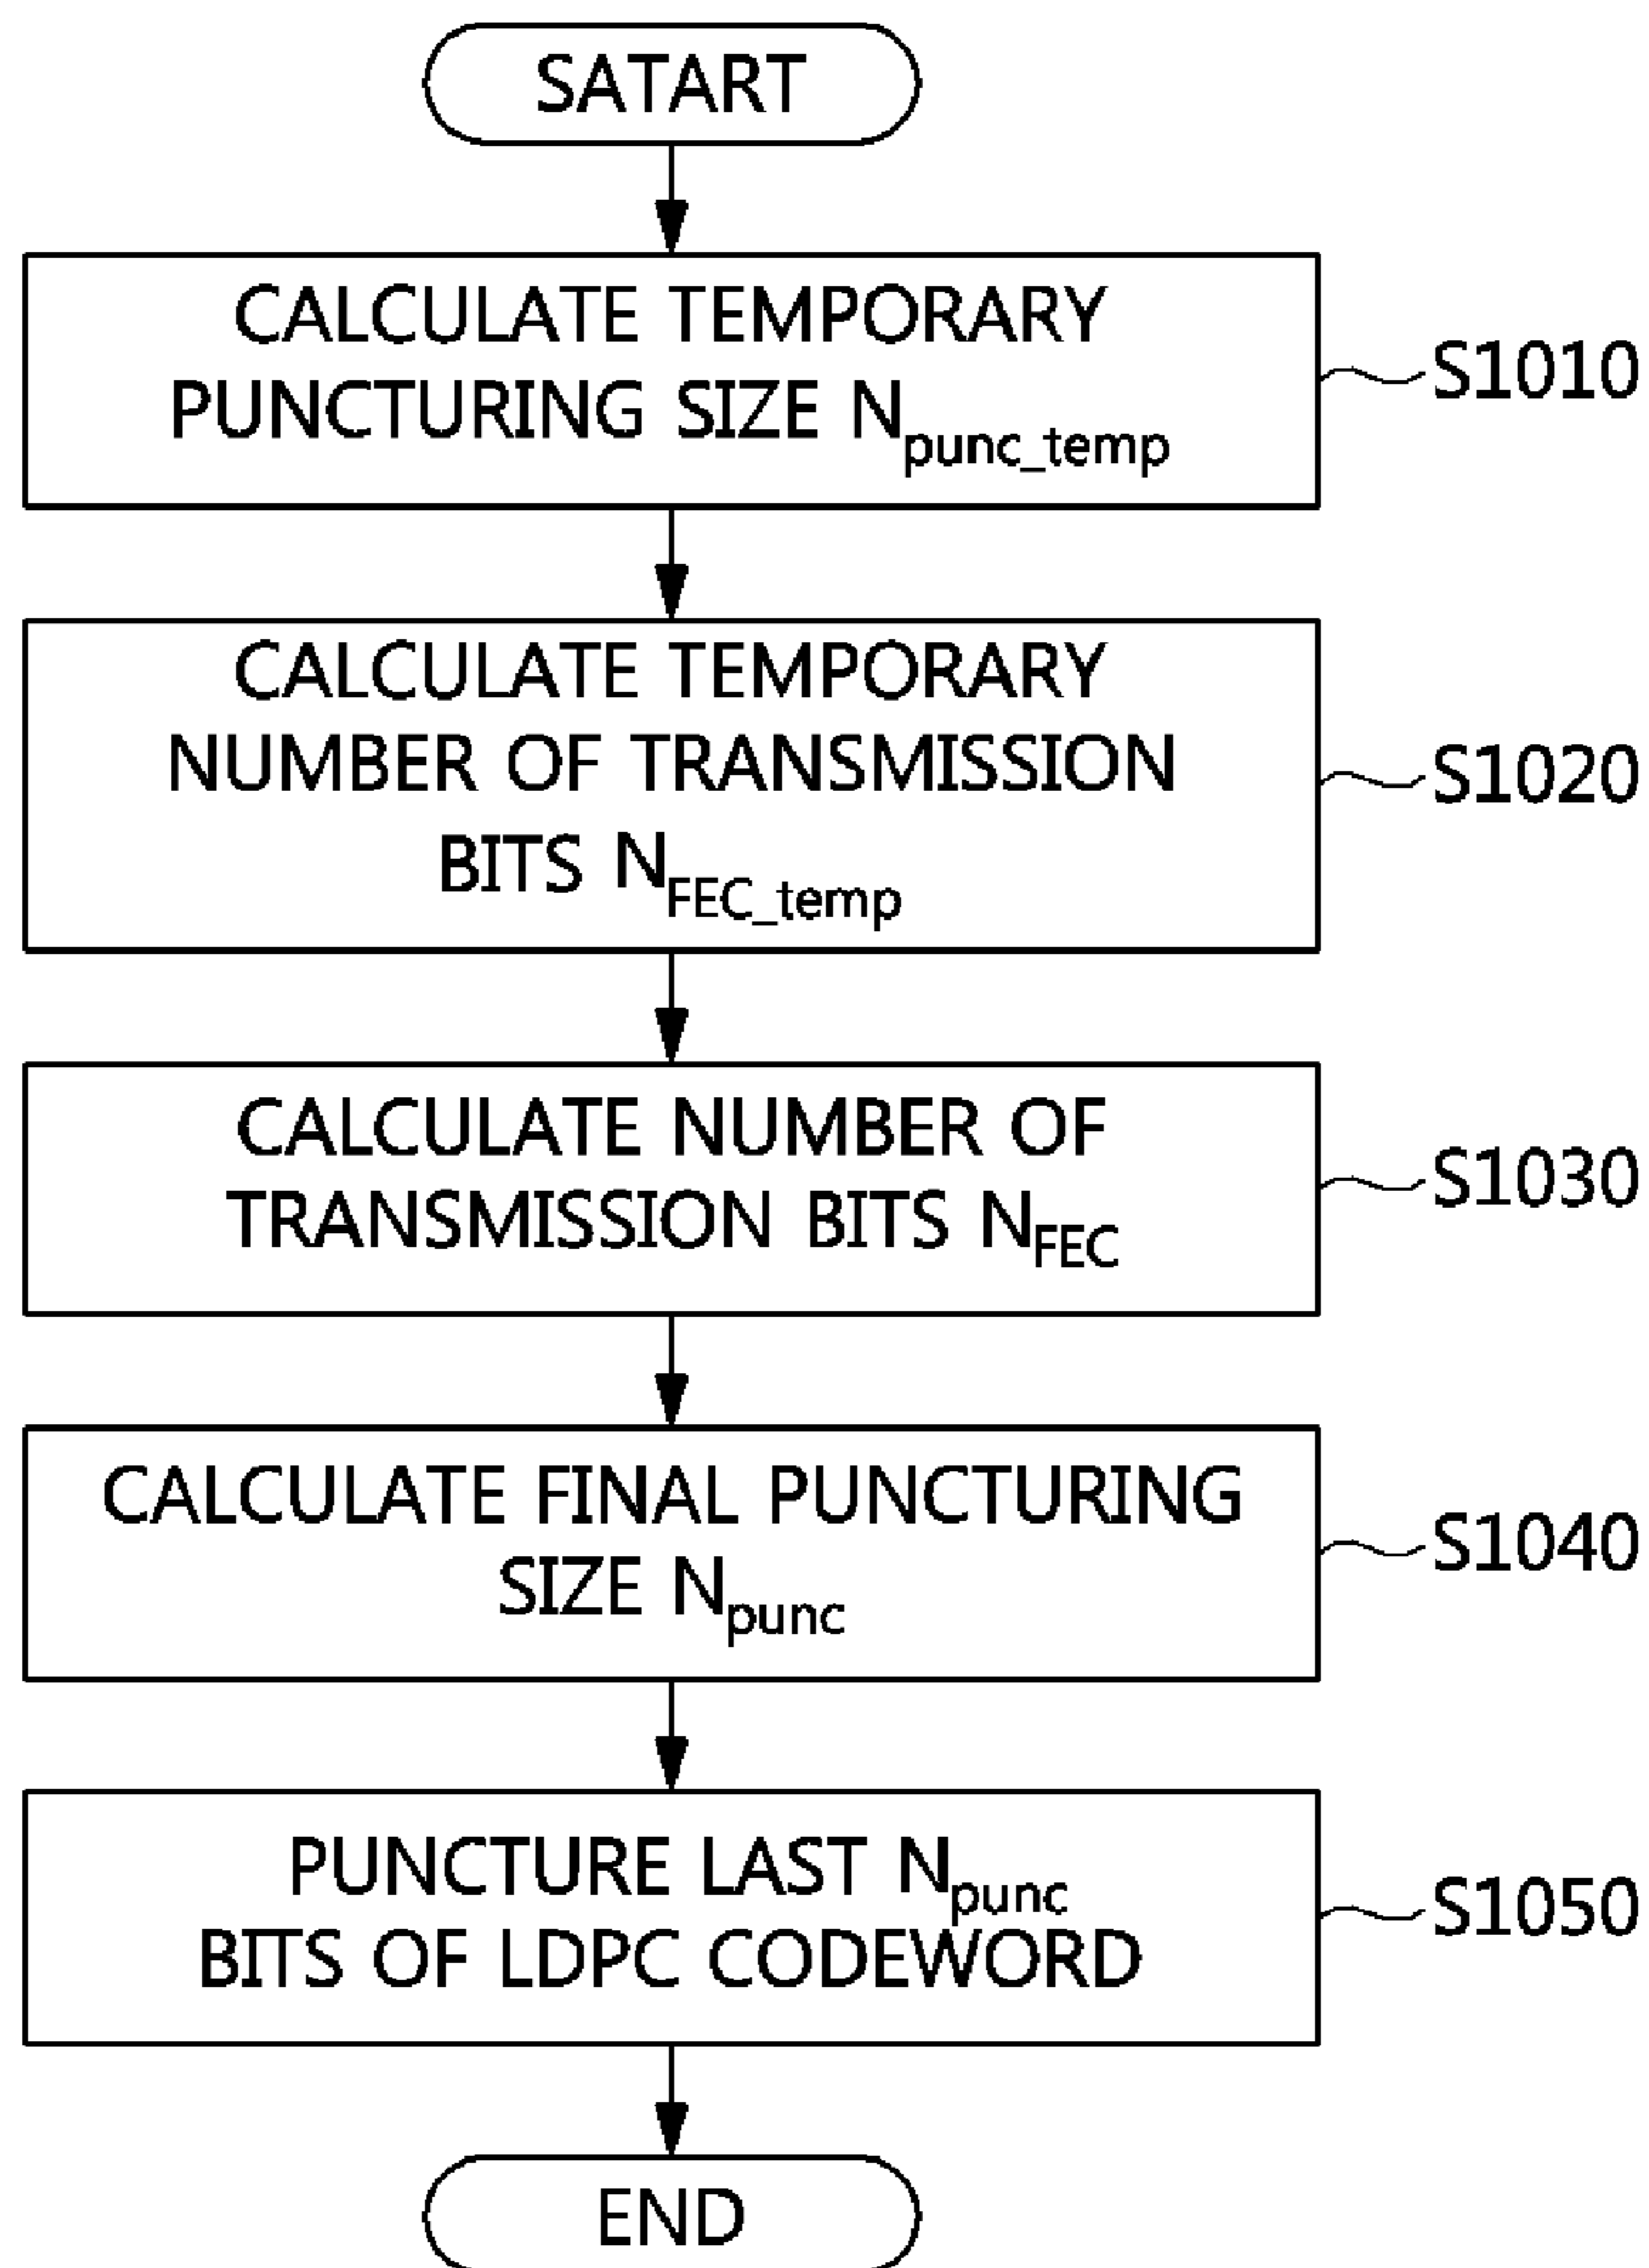 SATART
CALCULATE TEMPORARY
PUNCTURING SIZE Npunc_temp
S1010
CALCULATE TEMPORARY
NUMBER OF TRANSMISSION
BITS NFEC_temp
S1020
CALCULATE NUMBER OF
TRANSMISSION BITS NFEC
S1030
CALCULATE FINAL PUNCTURING
SIZE Npunc
S1040
PUNCTURE LAST Npunc
BITS OF LDPC CODEWORD
S1050
END